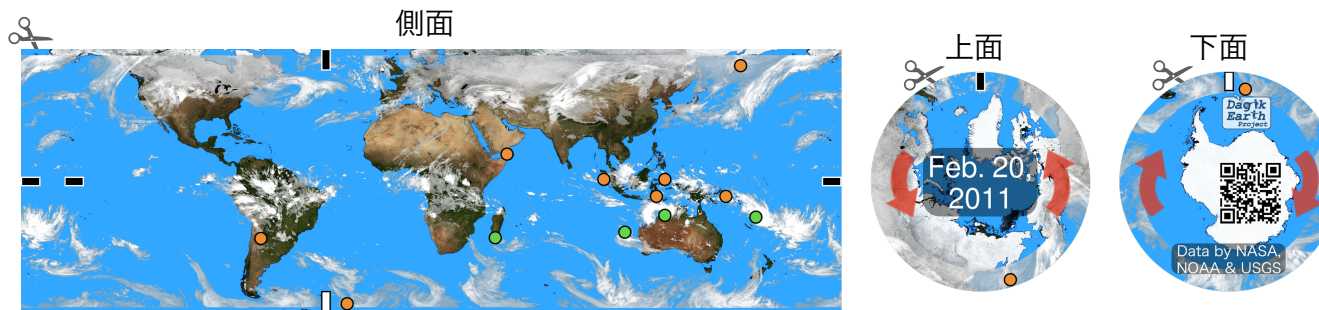 側面
上面
下面
Feb. 20,
2011
Dagik
Earth
Project
Data by NASA,
NOAA & USGS